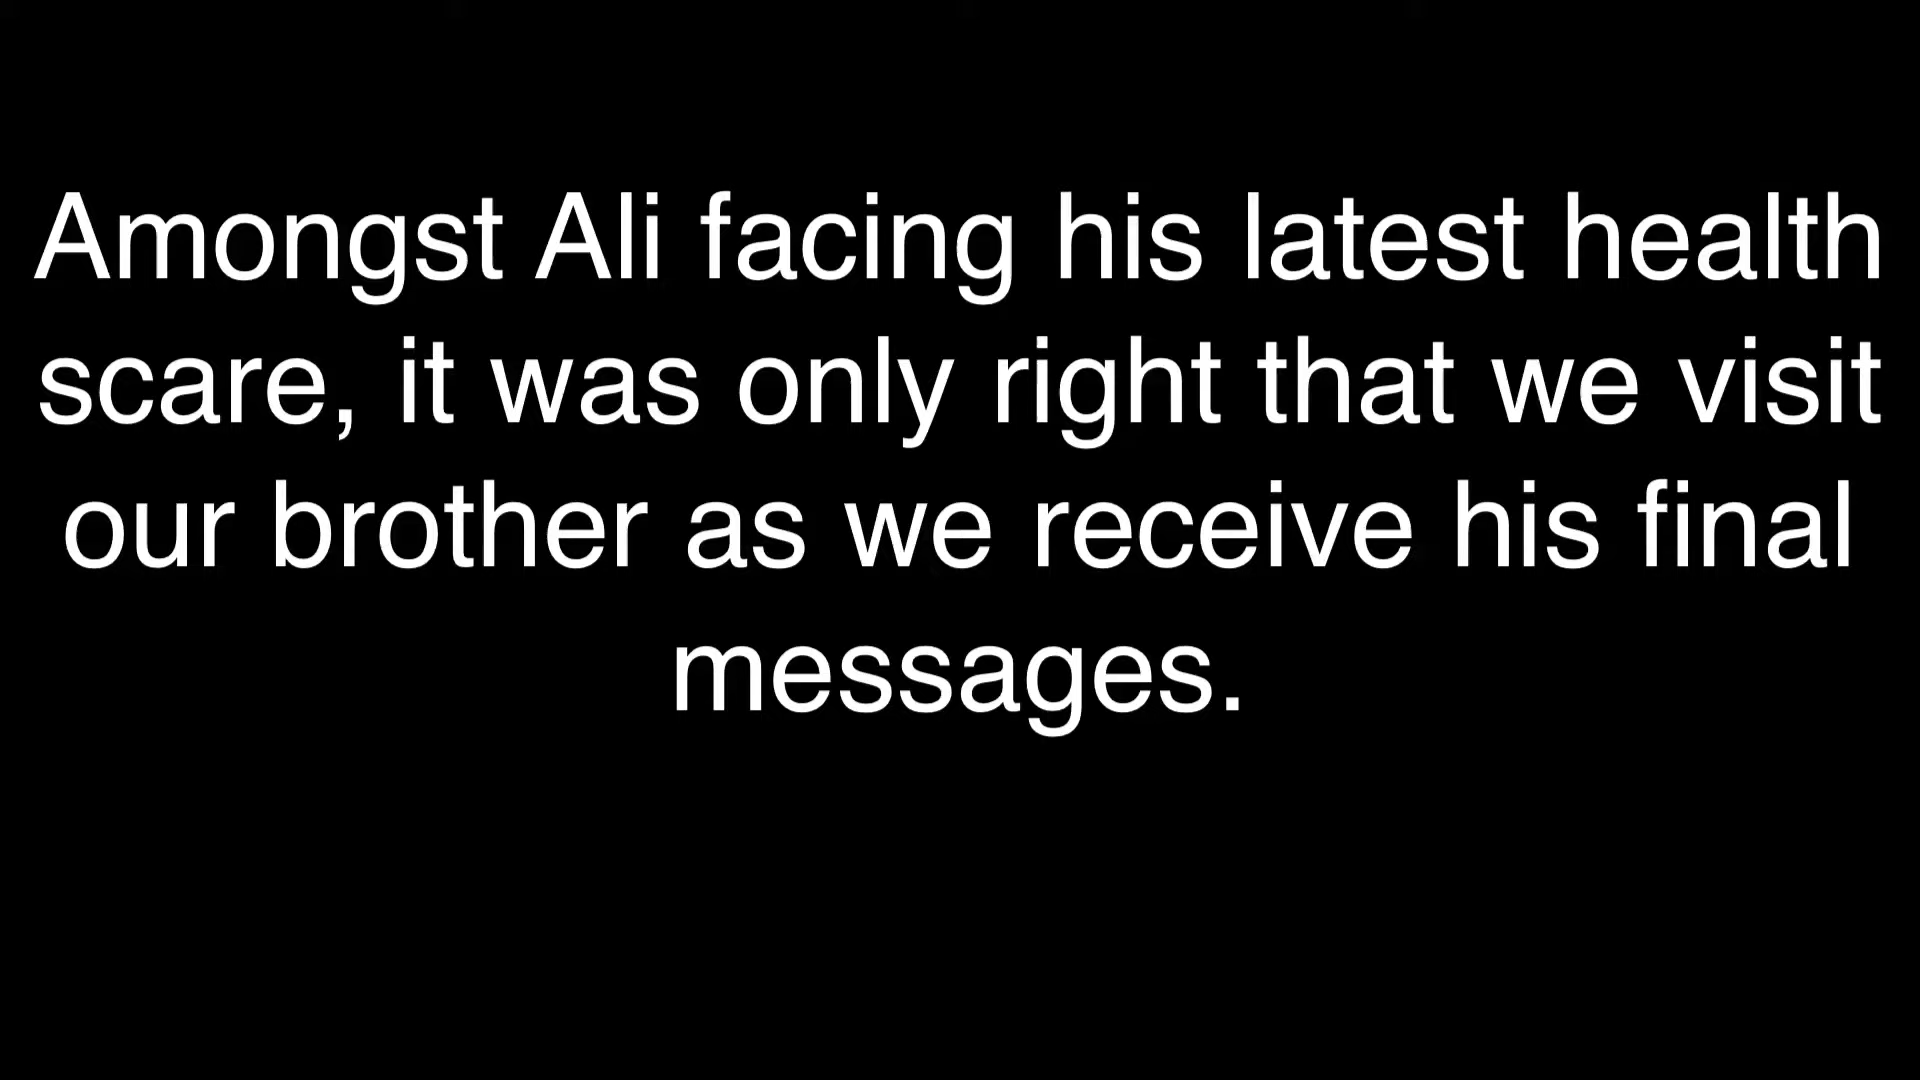 Amongst Ali facing his latest health
scare, it was only right that we visit
our brother as we receive his final
messages.